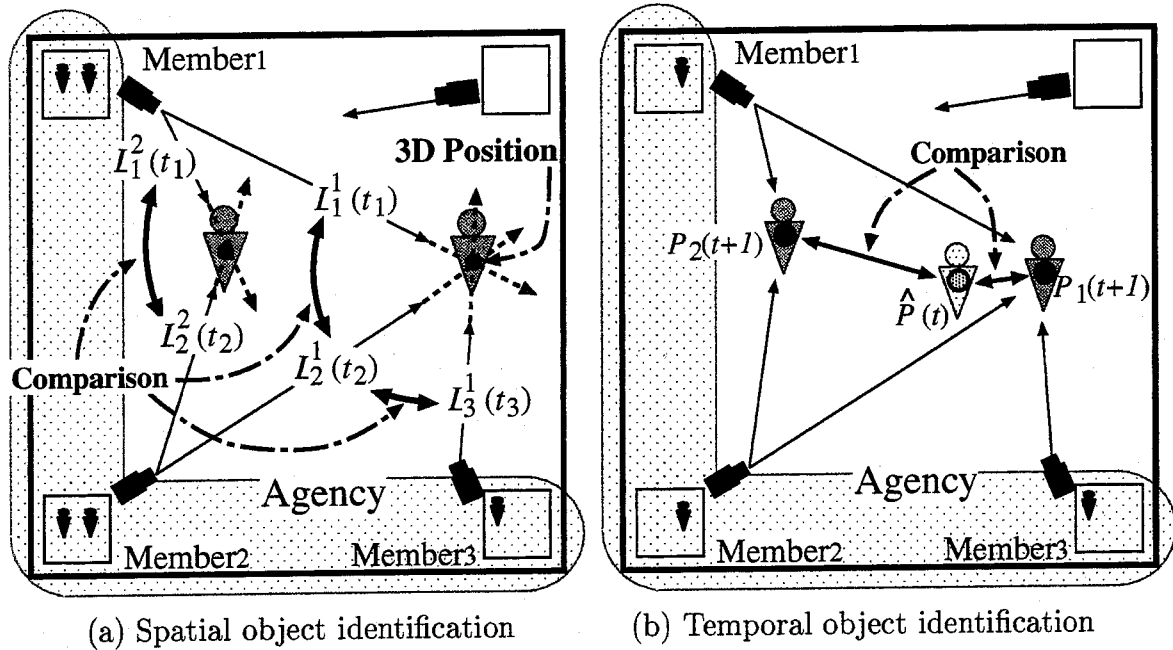 Member1
3D Position
L_1^2(t_1)
L_1^1(t_1)
L_2^2(t_2)
L_2^1(t_2)
Comparison
L_3^1(t_3)
Agency
Member2
Member3
(a) Spatial object identification
Member1
Comparison
P_2(t+1)
P̂(t)
P_1(t+1)
Agency
Member2
Member3
(b) Temporal object identification